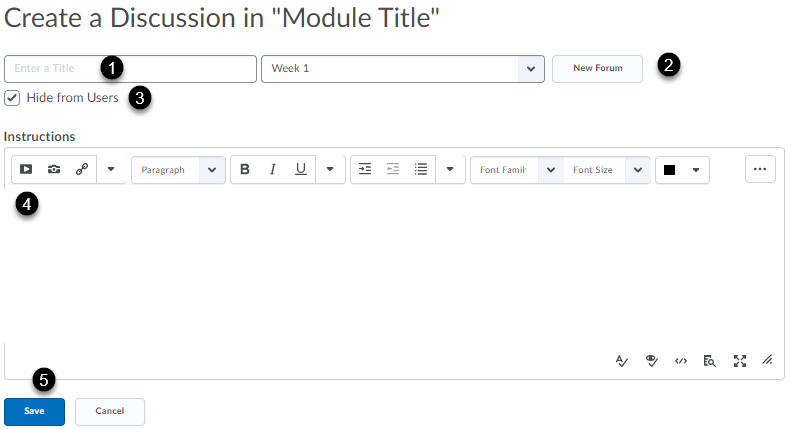 Create a Discussion in "Module Title"
Enter a Title 1 Week 1 New Forum 2
Hide from Users 3
Instructions
Paragraph B I U Font Famil Font Size ...
4
</>
5
Save Cancel